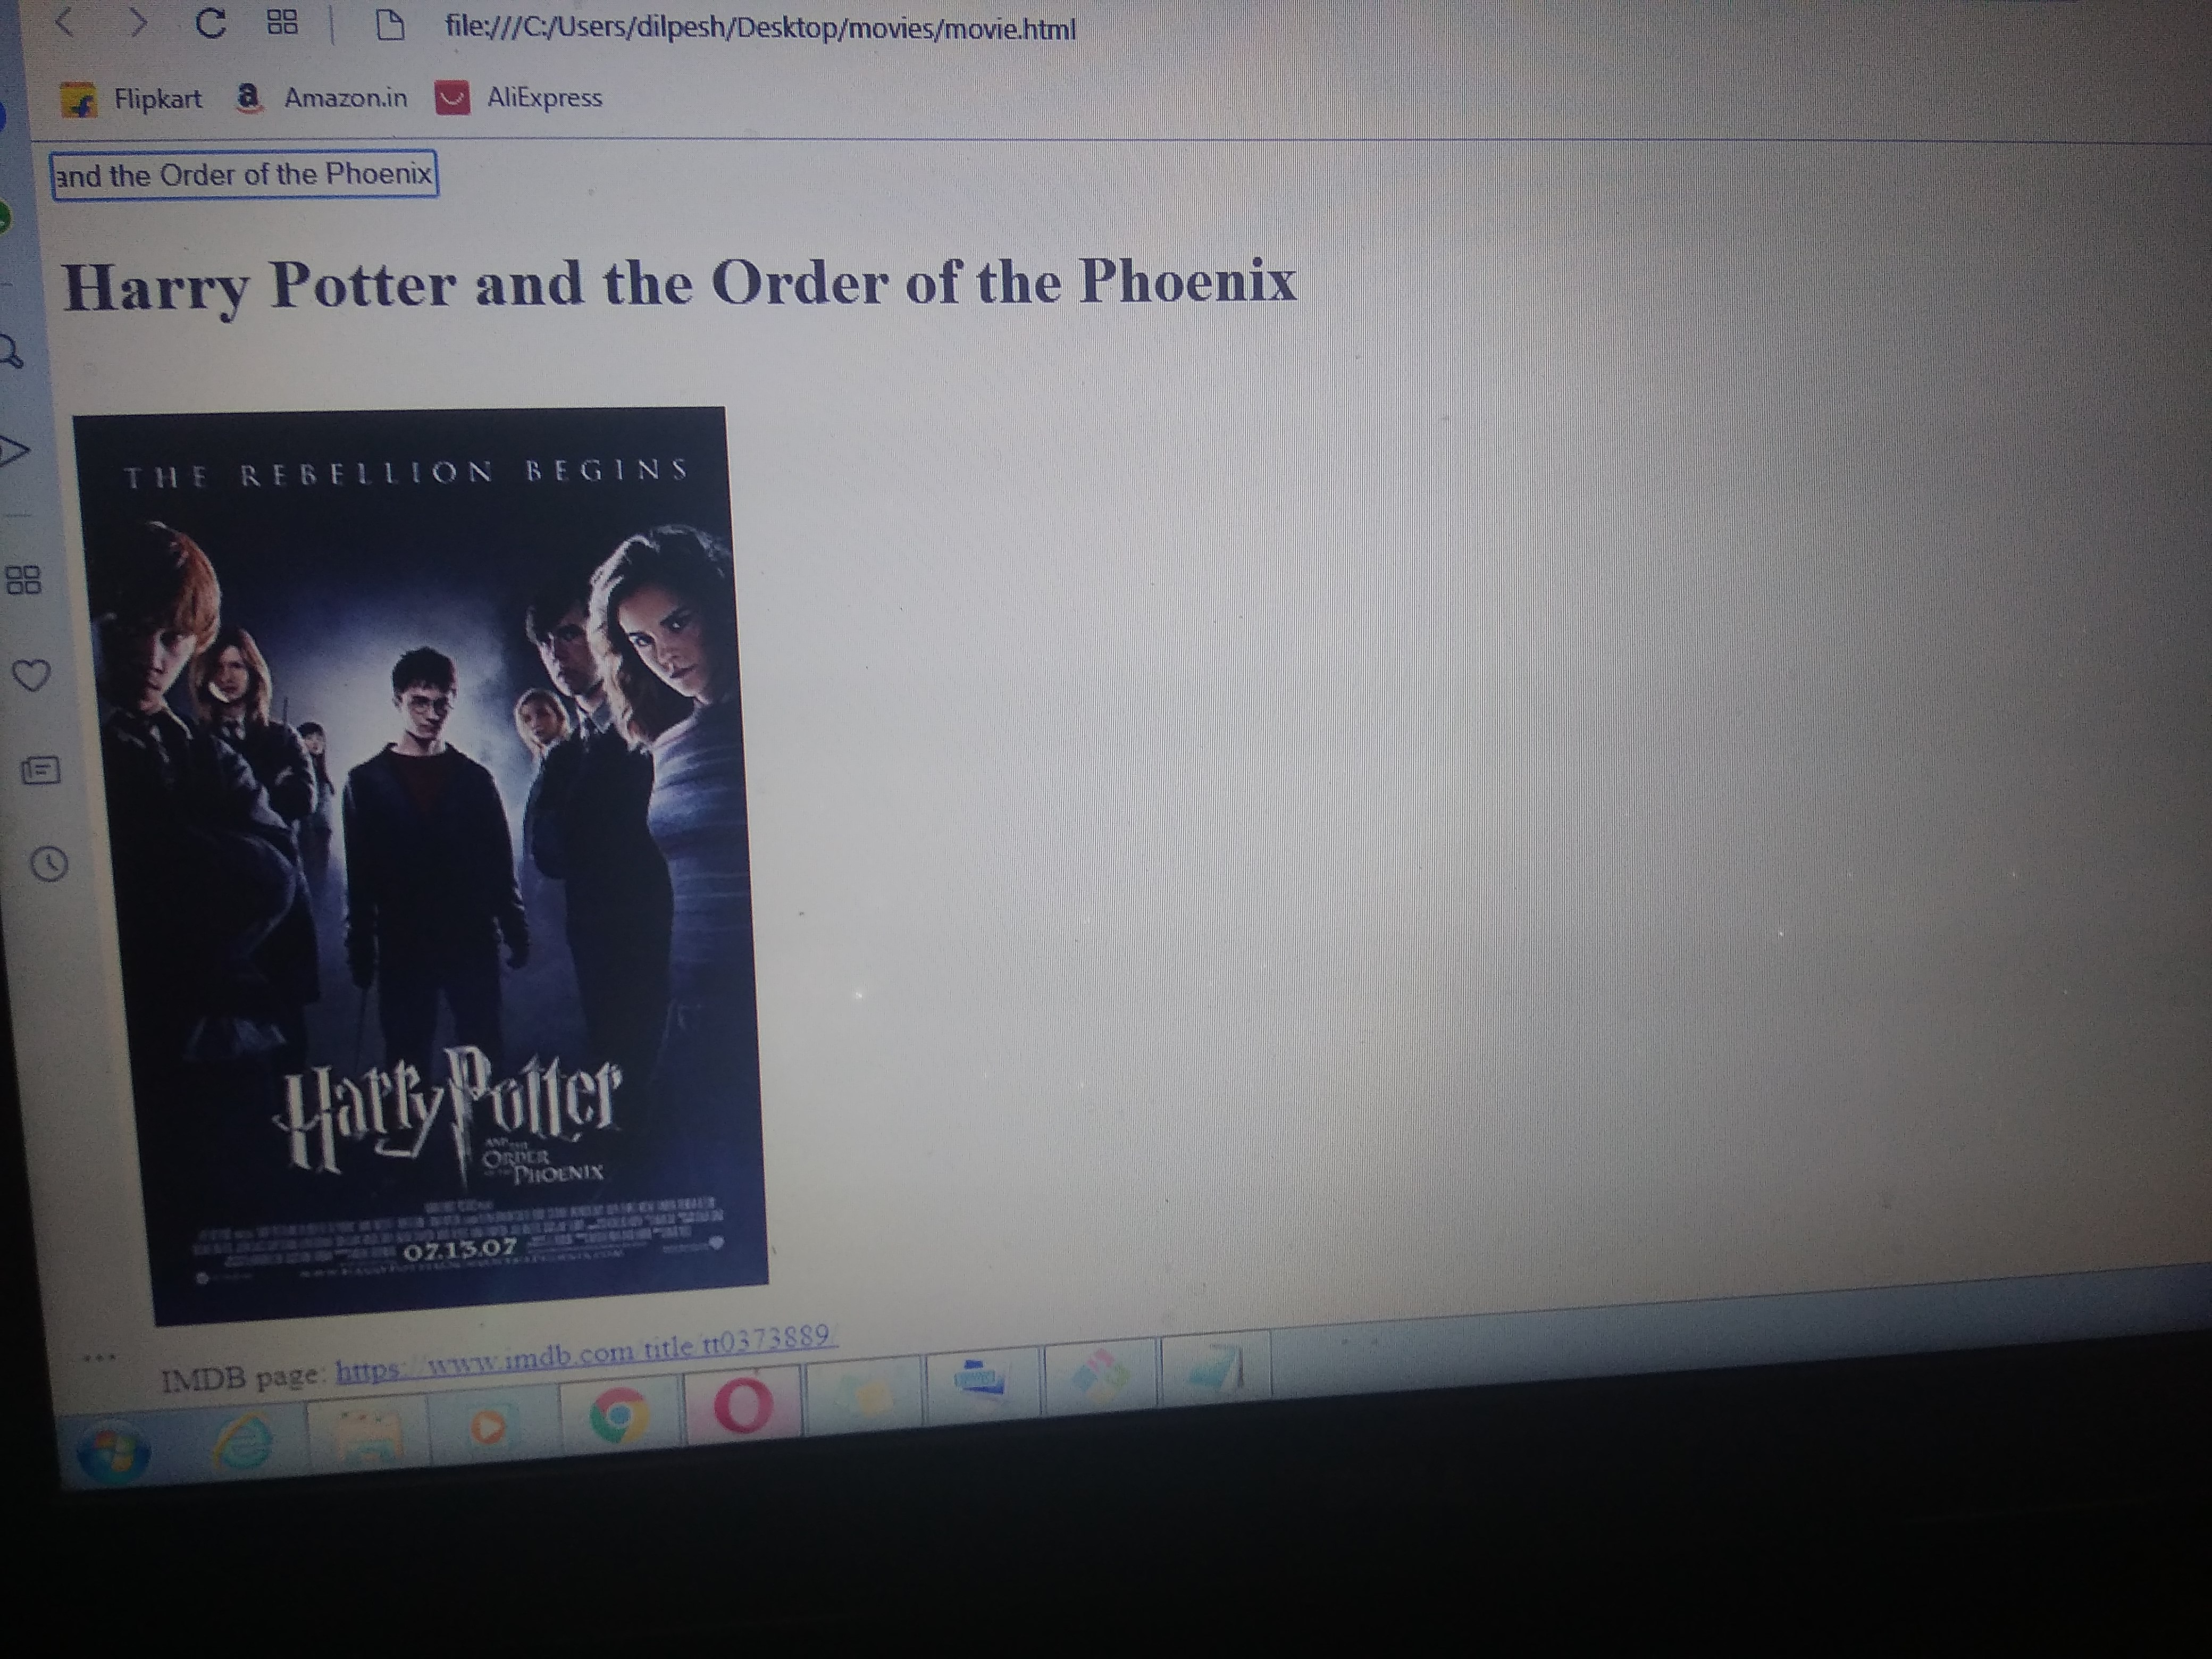 file:///C:/Users/dilpesh/Desktop/movies/movie.html
Flipkart Amazon.in AliExpress
and the Order of the Phoenix
Harry Potter and the Order of the Phoenix
THE REBELLION BEGINS
Harry Potter
AND THE
ORDER
OF THE PHOENIX
07.13.07
IMDB page: https://www.imdb.com/title/tt0373889/